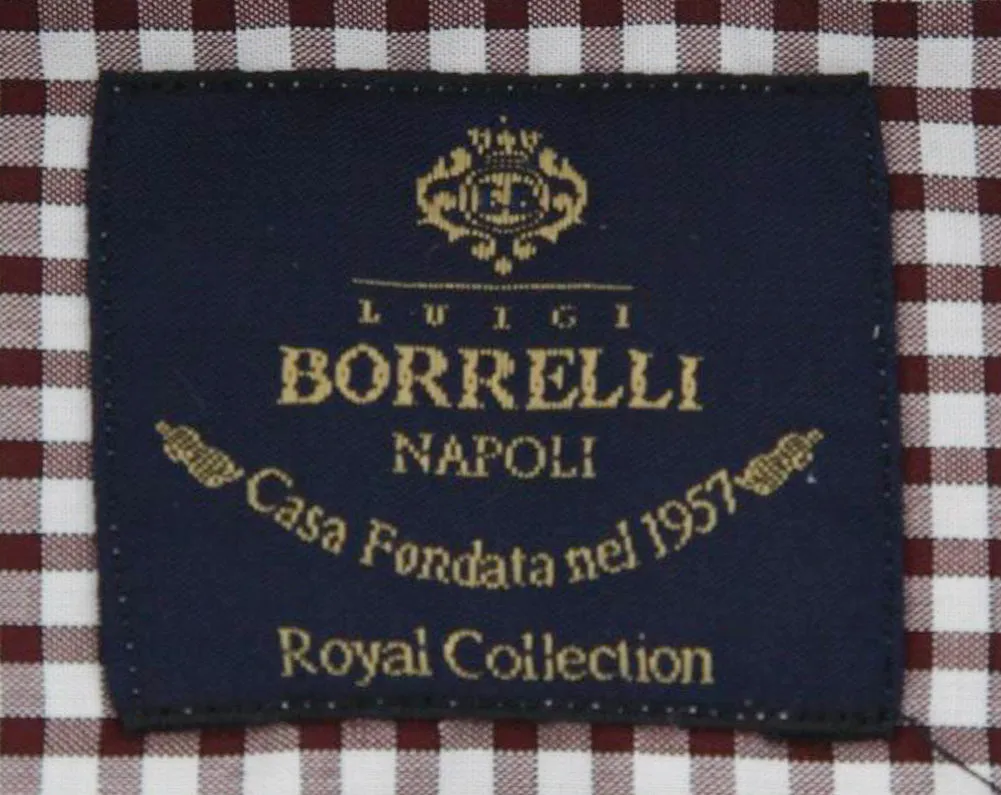 LUIGI
BORRELLI
NAPOLI
Casa Fondata nel 1957
Royal Collection